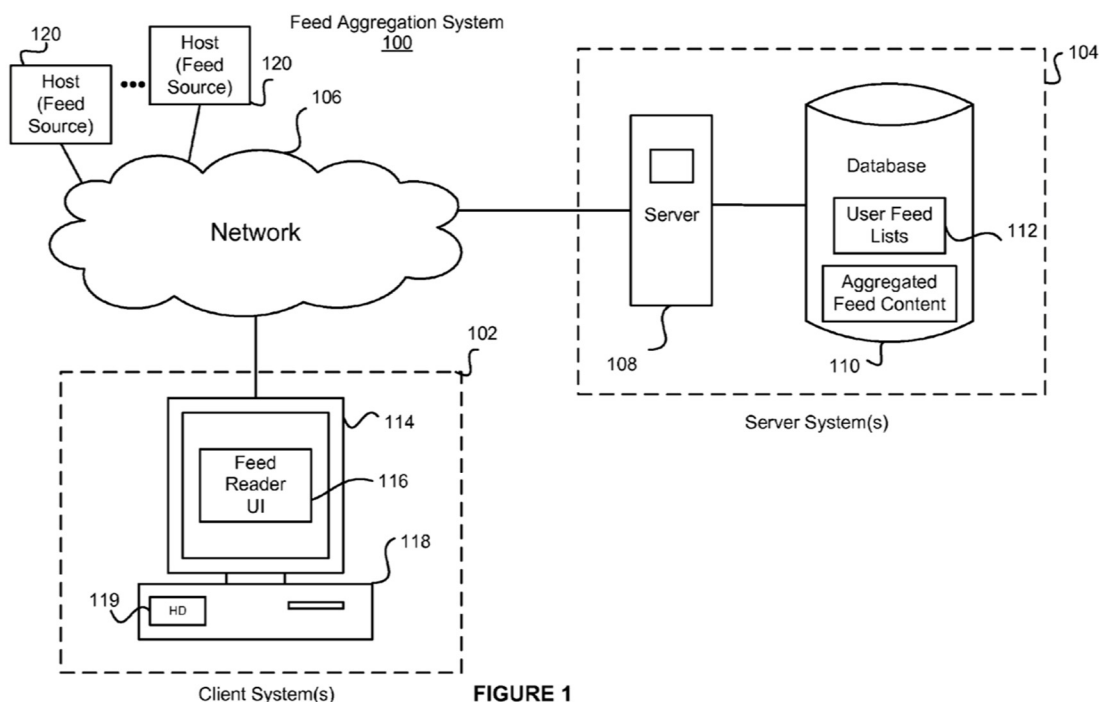 Feed Aggregation System
100
120
Host
(Feed
Source)
Host
(Feed
Source)
120
106
104
Network
Server
108
Database
User Feed
Lists
112
Aggregated
Feed Content
110
Server System(s)
102
114
Feed
Reader
UI
116
118
119
HD
Client System(s)
FIGURE 1